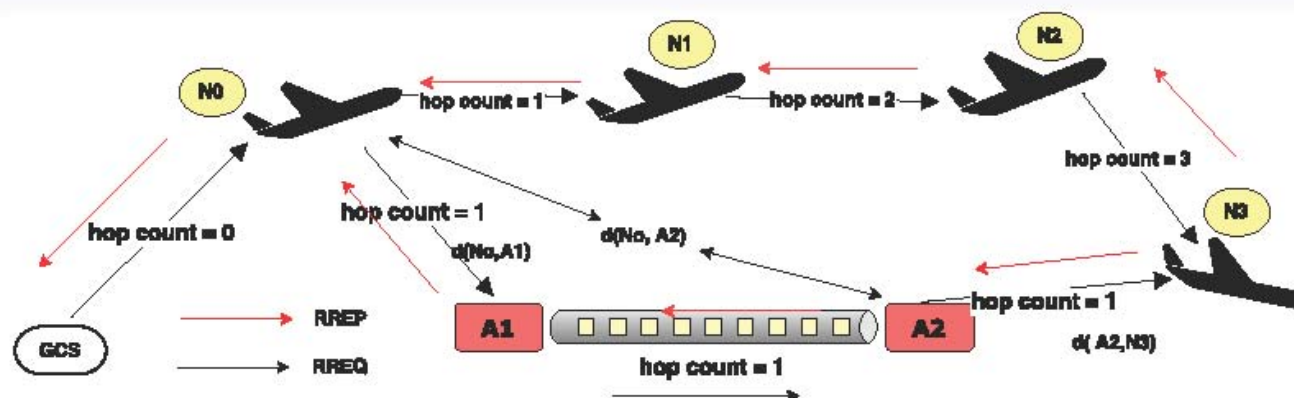 N1
N2
N0
hop count = 1
hop count = 2
hop count = 3
hop count = 1
N3
hop count = 0
d(No,A1)
d(No, A2)
RREP
A1
A2
hop count = 1
GCS
RREQ
hop count = 1
d( A2,N3)